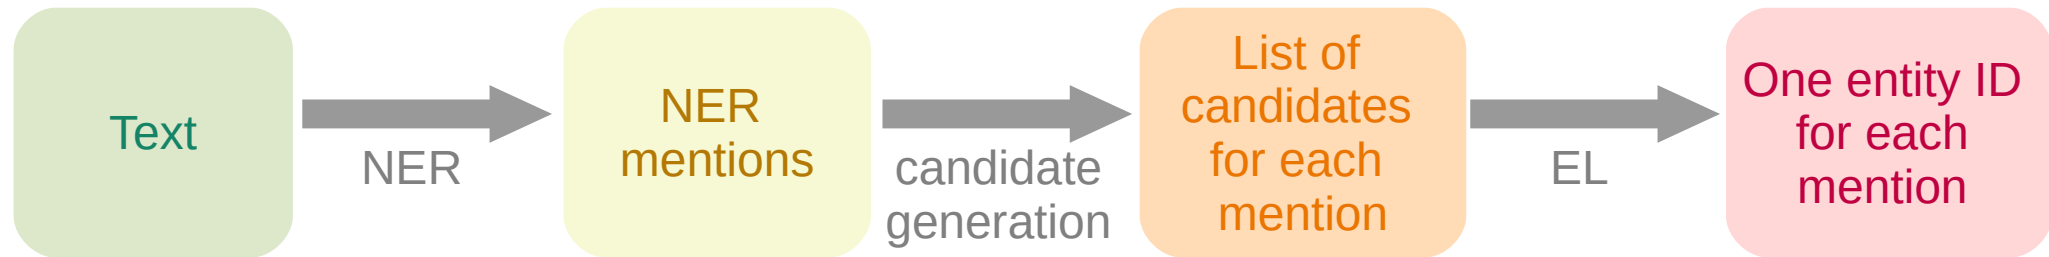 Text
NER
NER
mentions
candidate
generation
List of
candidates
for each
mention
EL
One entity ID
for each
mention